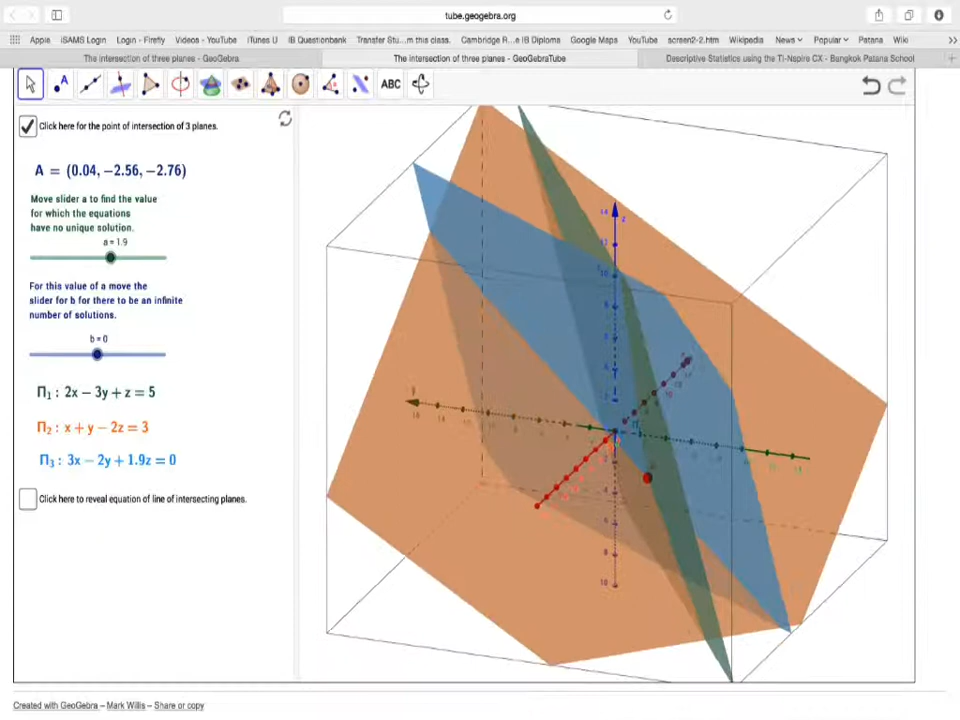 tube.geogebra.org
Apple iSAMS Login Login - Firefly Videos - YouTube iTunes U IB Questionbank Transfer Stu...m this class. Cambridge R...e IB Diploma Google Maps YouTube screen2-2.htm Wikipedia News Popular Patana Wiki
The intersection of three planes - GeoGebra The intersection of three planes - GeoGebraTube Descriptive Statistics using the TI-Nspire CX - Bangkok Patana School
ABC
Click here for the point of intersection of 3 planes.
A = (0.04, −2.56, −2.76)
Move slider a to find the value
for which the equations
have no unique solution.
a = 1.9
For this value of a move the
slider for b for there to be an infinite
number of solutions.
b = 0
Π₁ : 2x − 3y + z = 5
Π₂ : x + y − 2z = 3
Π₃ : 3x − 2y + 1.9z = 0
Click here to reveal equation of line of intersecting planes.
14
z
Created with GeoGebra – Mark Willis – Share or copy